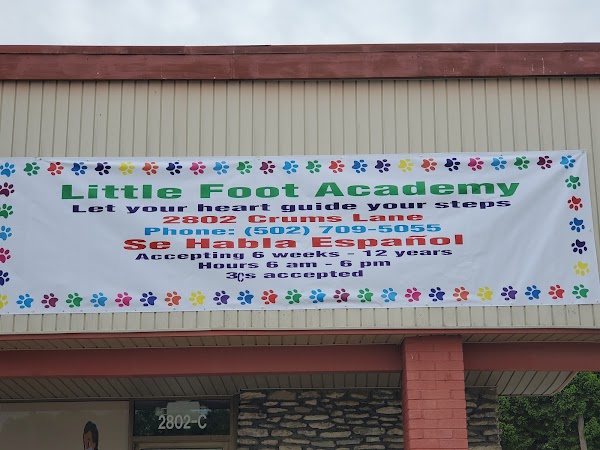 Little Foot Academy
Let your heart guide your steps
2802 Crums Lane
Phone: (502) 709-5055
Se Habla Español
Accepting 6 weeks - 12 years
Hours 6 am - 6 pm
accepted
2802-C